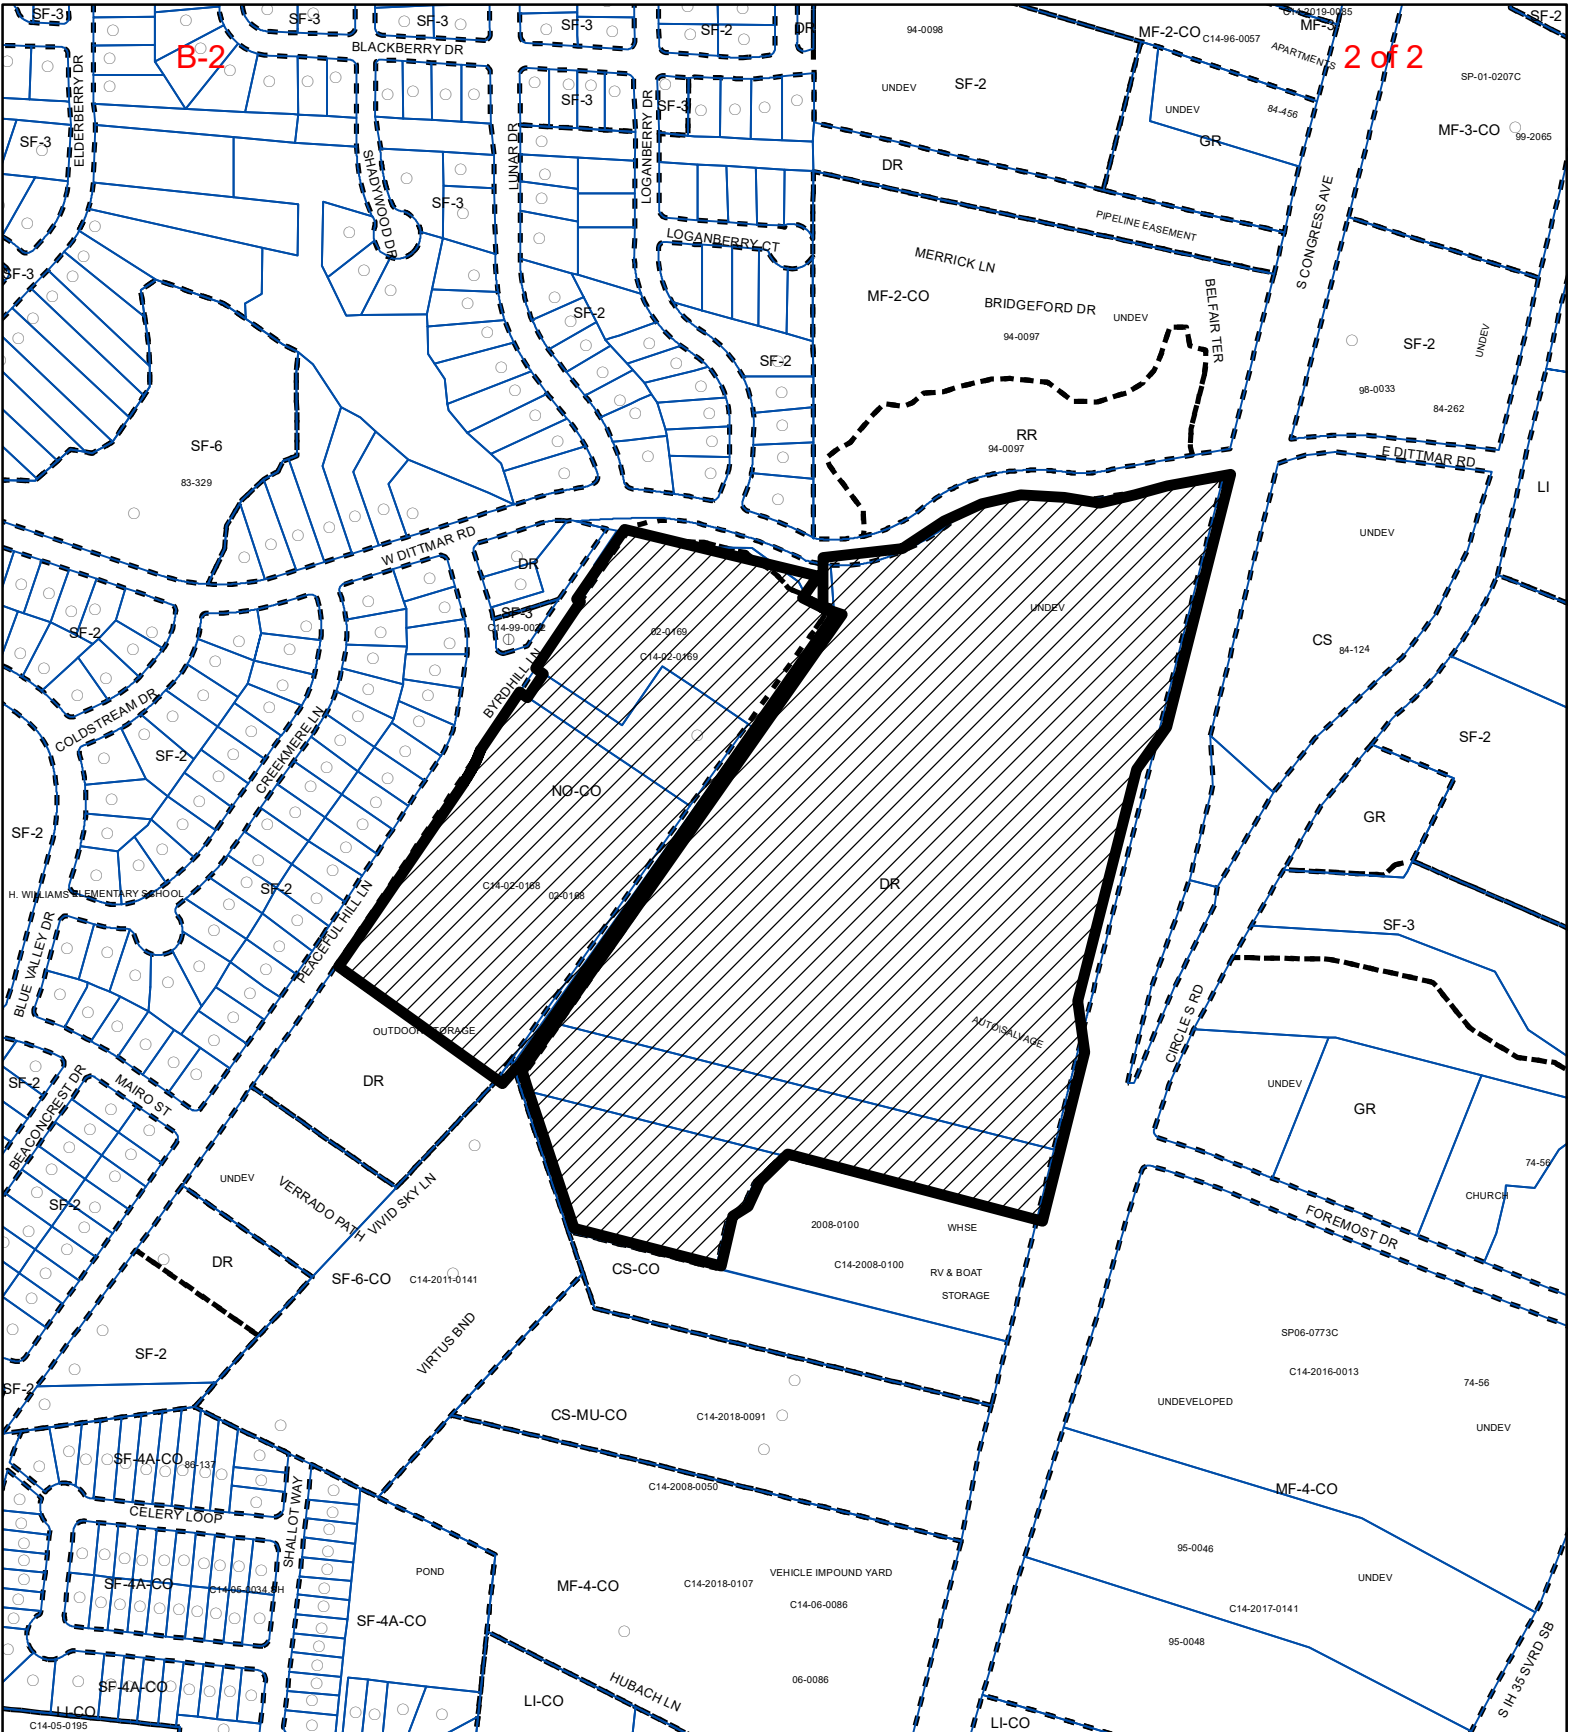 SF-3
SF-3
SF-3
SF-3
SF-2
DR
94-0098
MF-2-CO
C14-96-0057
C14-2019-0085
MF-3
SF-2
B-2
BLACKBERRY DR
APARTMENTS
2 of 2
SP-01-0207C
ELDERBERRY DR
UNDEV
SF-2
SF-3
SF-3
UNDEV
84-456
SF-3
LUNAR DR
LOGANBERRY DR
GR
MF-3-CO
99-2065
SHADYWOOD DR
DR
SF-3
PIPELINE EASEMENT
S CONGRESS AVE
LOGANBERRY CT
MERRICK LN
SF-3
MF-2-CO
BRIDGEFORD DR
UNDEV
BELFAIR TER
SF-2
94-0097
SF-2
UNDEV
SF-2
98-0033
84-262
SF-6
RR
94-0097
E DITTMAR RD
83-329
LI
W DITTMAR RD
UNDEV
DR
SF-3
C14-99-0022
UNDEV
SF-2
02-0169
CS
84-124
C14-02-0169
BYRDHILL LN
COLDSTREAM DR
CREEKMERE LN
SF-2
SF-2
NO-CO
GR
SF-2
H. WILLIAMS ELEMENTARY SCHOOL
SF-2
C14-02-0168
02-0168
DR
PEACEFUL HILL LN
SF-3
BLUE VALLEY DR
OUTDOOR STORAGE
AUTO SALVAGE
CIRCLE S RD
SF-2
MAIRO ST
DR
UNDEV
BEACONCREST DR
GR
UNDEV
VERRADO PATH
VIVID SKY LN
74-56
CHURCH
SF-2
FOREMOST DR
2008-0100
WHSE
DR
SF-6-CO
C14-2011-0141
CS-CO
C14-2008-0100
RV & BOAT
STORAGE
VIRTUS BND
SP06-0773C
SF-2
C14-2016-0013
SF-2
74-56
UNDEVELOPED
CS-MU-CO
C14-2018-0091
UNDEV
SF-4A-CO
86-137
C14-2008-0050
MF-4-CO
CELERY LOOP
SHALLOT WAY
95-0046
POND
VEHICLE IMPOUND YARD
UNDEV
SF-4A-CO
C14-05-0034.SH
MF-4-CO
C14-2018-0107
C14-06-0086
C14-2017-0141
SF-4A-CO
95-0048
S IH 35 SVRD SB
SF-4A-CO
HUBACH LN
06-0086
LI-CO
LI-CO
C14-05-0195
LI-CO